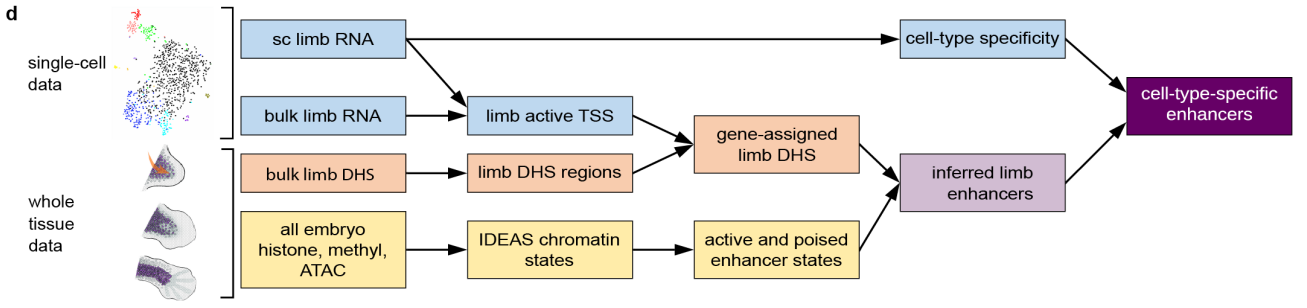 d
single-cell
data
whole
tissue
data
sc limb RNA
bulk limb RNA
bulk limb DHS
all embryo
histone, methyl,
ATAC
limb active TSS
limb DHS regions
IDEAS chromatin
states
gene-assigned
limb DHS
active and poised
enhancer states
cell-type specificity
inferred limb
enhancers
cell-type-specific
enhancers